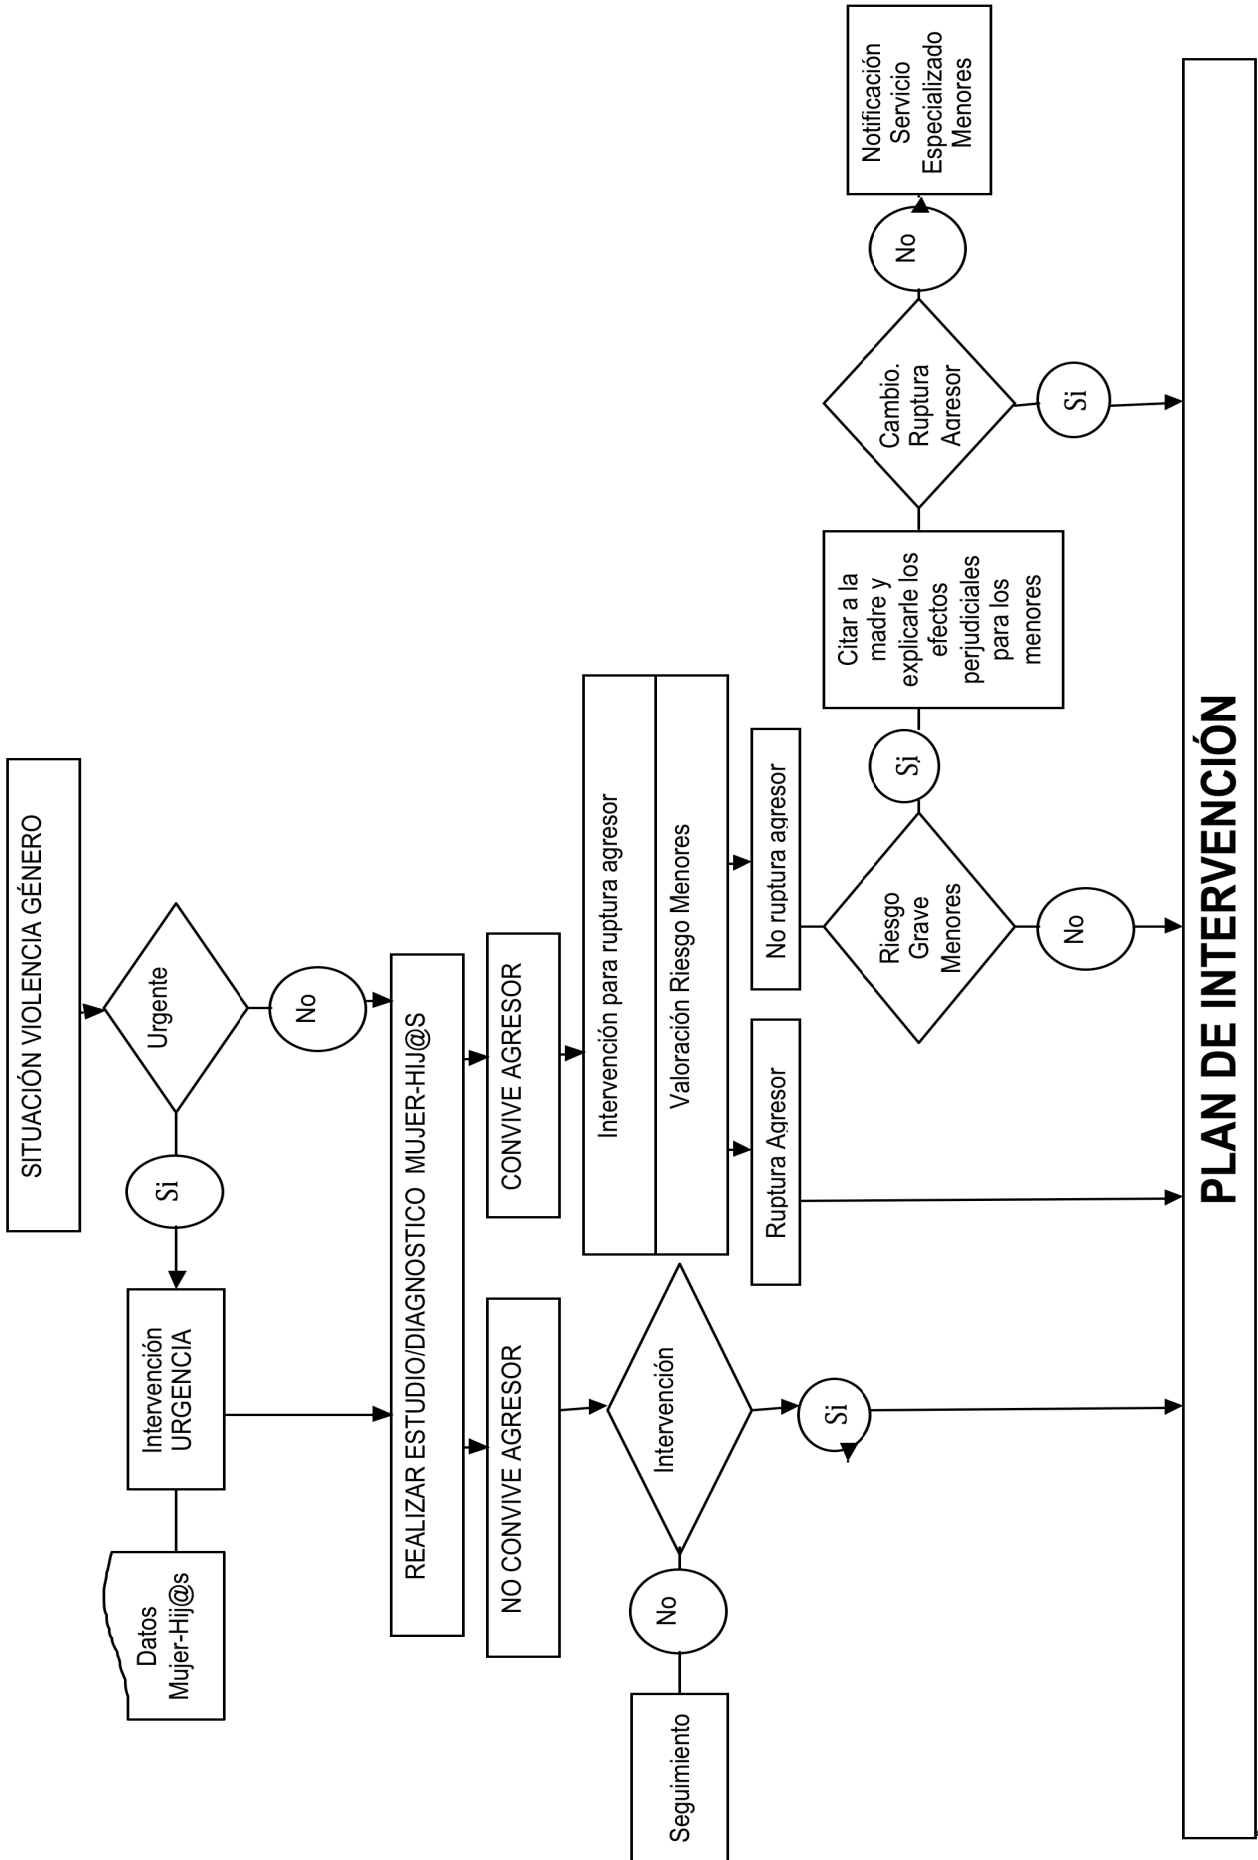 SITUACIÓN VIOLENCIA GÉNERO
Urgente
Si
No
Intervención
URGENCIA
Datos
Mujer-Hij@s
REALIZAR ESTUDIO/DIAGNOSTICO MUJER-HIJ@S
NO CONVIVE AGRESOR
CONVIVE AGRESOR
Intervención para ruptura agresor
Valoración Riesgo Menores
Intervención
No
Seguimiento
Si
Ruptura Agresor
No ruptura agresor
Riesgo
Grave
Menores
No
Si
Citar a la
madre y
explicarle los
efectos
perjudiciales
para los
menores
Cambio.
Ruptura
Agresor
Si
No
Notificación
Servicio
Especializado
Menores
PLAN DE INTERVENCIÓN